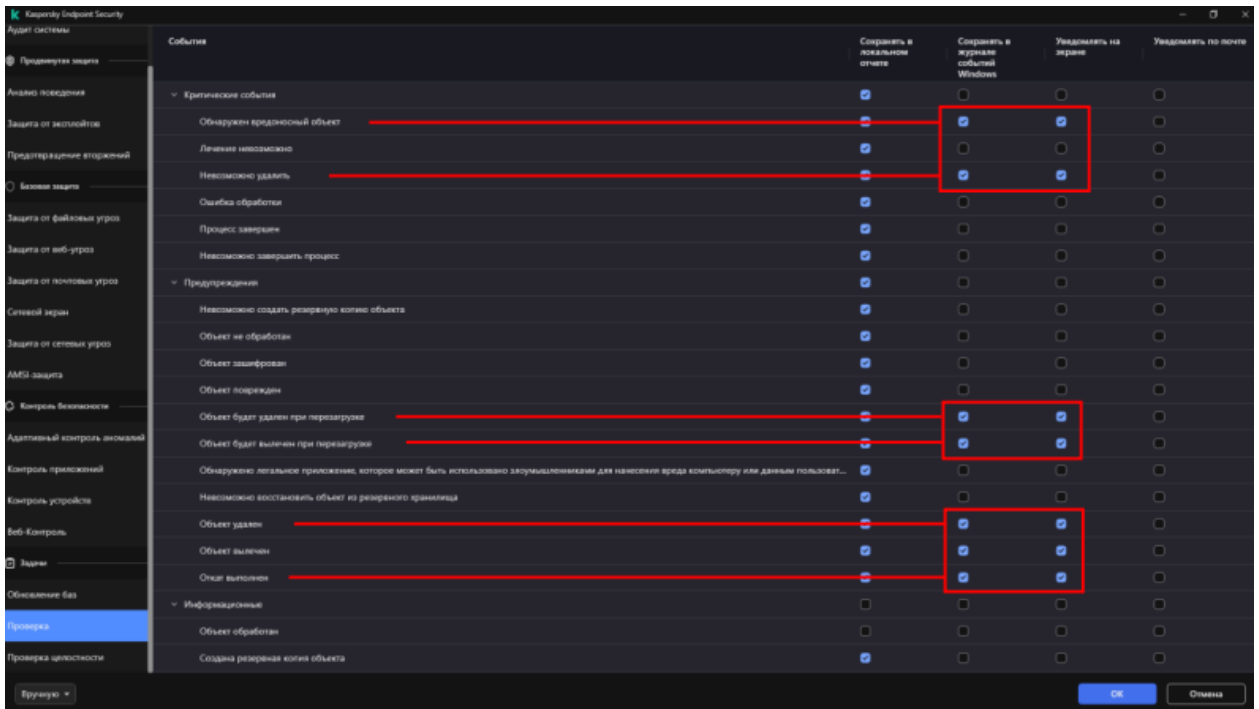 Kaspersky Endpoint Security
Аудит системы
Продвинутая защита
Анализ поведения
Защита от эксплойтов
Предотвращение вторжений
Базовая защита
Защита от файловых угроз
Защита от веб-угроз
Защита от почтовых угроз
Сетевой экран
Защита от сетевых угроз
AMSI-защита
Контроль безопасности
Адаптивный контроль аномалий
Контроль приложений
Контроль устройств
Веб-Контроль
Задачи
Обновление баз
Проверка
Проверка целостности
События
Сохранять в
локальном
отчете
Сохранять в
журнале
событий
Windows
Уведомлять на
экране
Уведомлять по почте
Критические события
Обнаружен вредоносный объект
Лечение невозможно
Невозможно удалить
Ошибка обработки
Процесс завершен
Невозможно завершить процесс
Предупреждения
Невозможно создать резервную копию объекта
Объект не обработан
Объект зашифрован
Объект поврежден
Объект будет удален при перезагрузке
Объект будет вылечен при перезагрузке
Обнаружено легальное приложение, которое может быть использовано злоумышленниками для нанесения вреда компьютеру или данным пользоват...
Невозможно восстановить объект из резервного хранилища
Объект удален
Объект вылечен
Откат выполнен
Информационные
Объект обработан
Создана резервная копия объекта
Вручную
ОК
Отмена